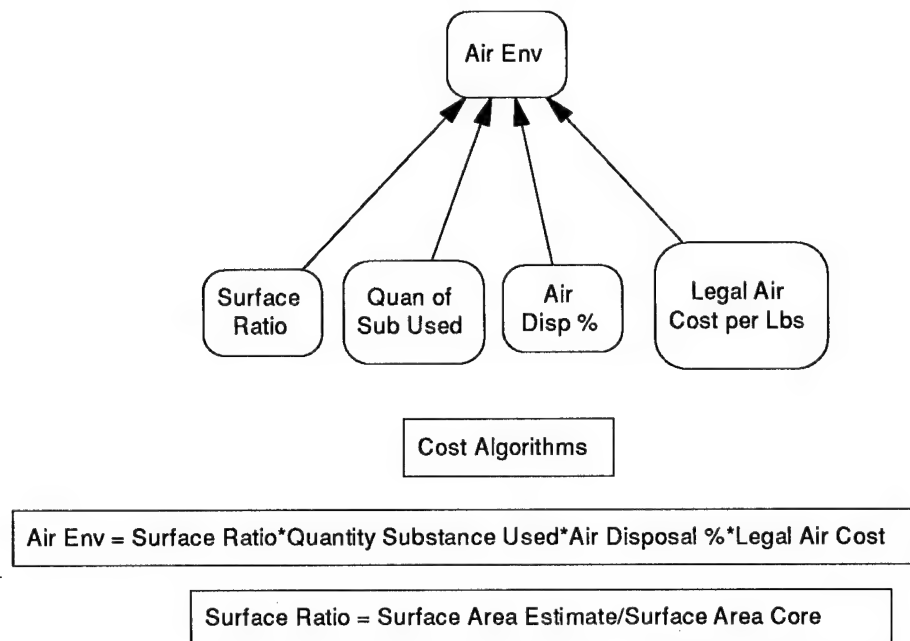 Air Env
Surface
Ratio
Quan of
Sub Used
Air
Disp %
Legal Air
Cost per Lbs
Cost Algorithms
Air Env = Surface Ratio*Quantity Substance Used*Air Disposal %*Legal Air Cost
Surface Ratio = Surface Area Estimate/Surface Area Core